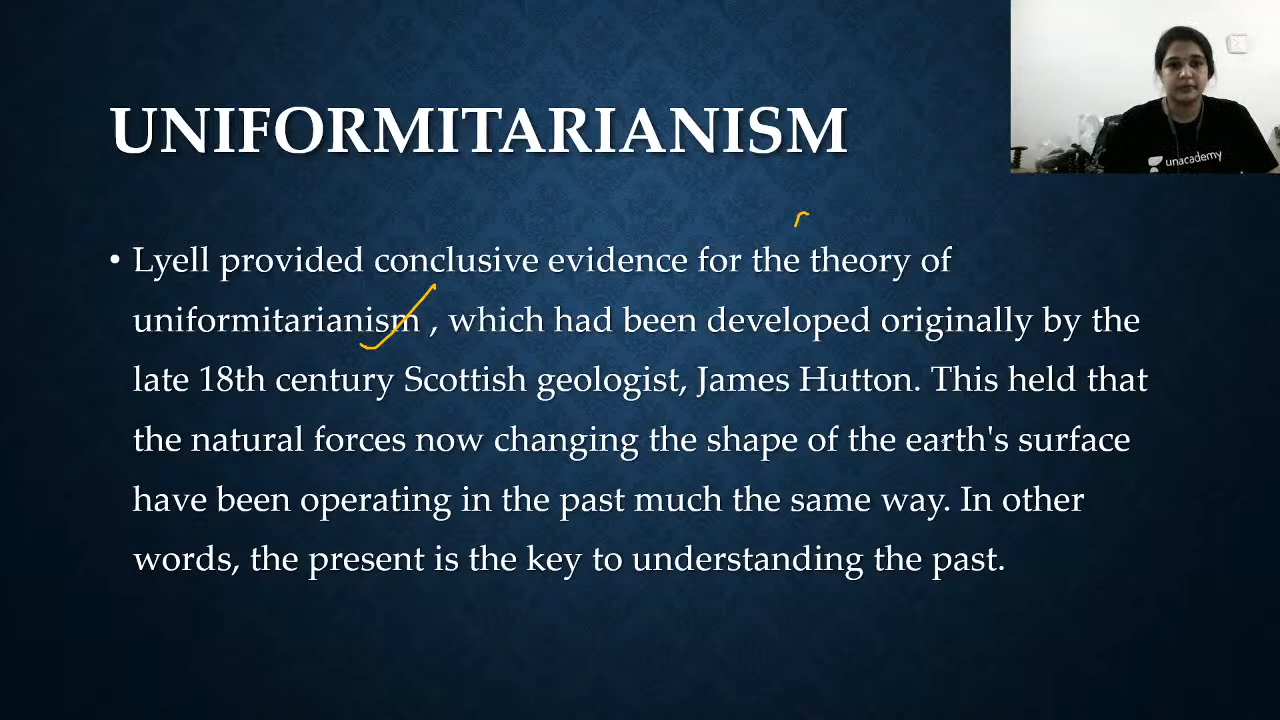 UNIFORMITARIANISM
• Lyell provided conclusive evidence for the theory of
uniformitarianism , which had been developed originally by the
late 18th century Scottish geologist, James Hutton. This held that
the natural forces now changing the shape of the earth's surface
have been operating in the past much the same way. In other
words, the present is the key to understanding the past.
unacademy